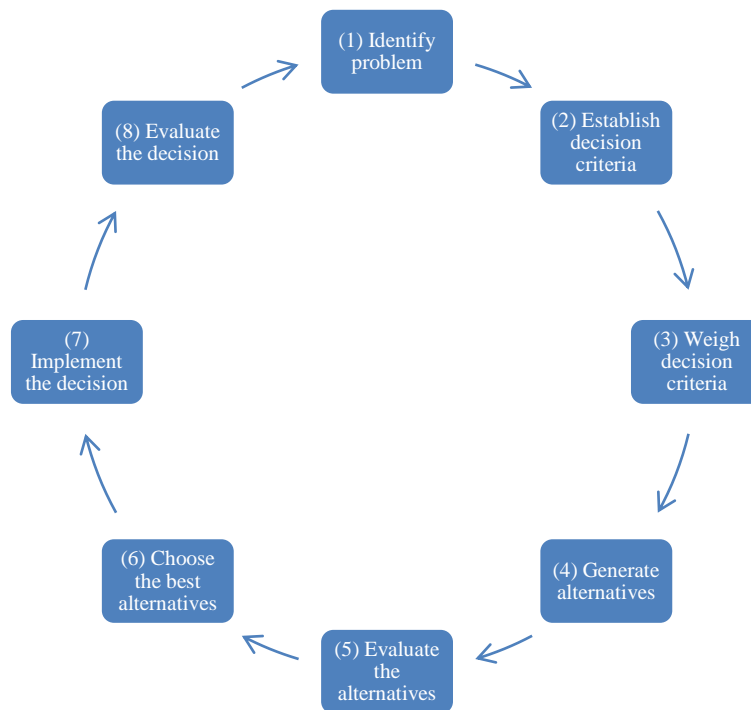 (1) Identify
problem
(2) Establish
decision
criteria
(3) Weigh
decision
criteria
(4) Generate
alternatives
(5) Evaluate
the
alternatives
(6) Choose
the best
alternatives
(7)
Implement
the decision
(8) Evaluate
the decision